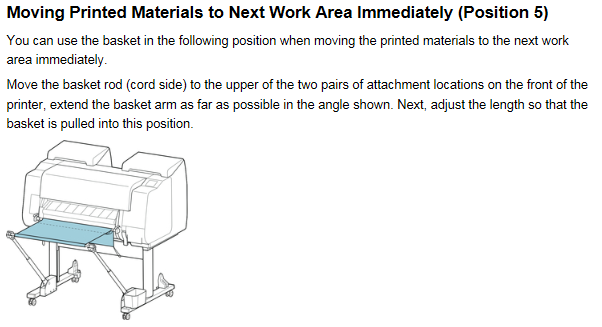 Moving Printed Materials to Next Work Area Immediately (Position 5)
You can use the basket in the following position when moving the printed materials to the next work
area immediately.
Move the basket rod (cord side) to the upper of the two pairs of attachment locations on the front of the
printer, extend the basket arm as far as possible in the angle shown. Next, adjust the length so that the
basket is pulled into this position.